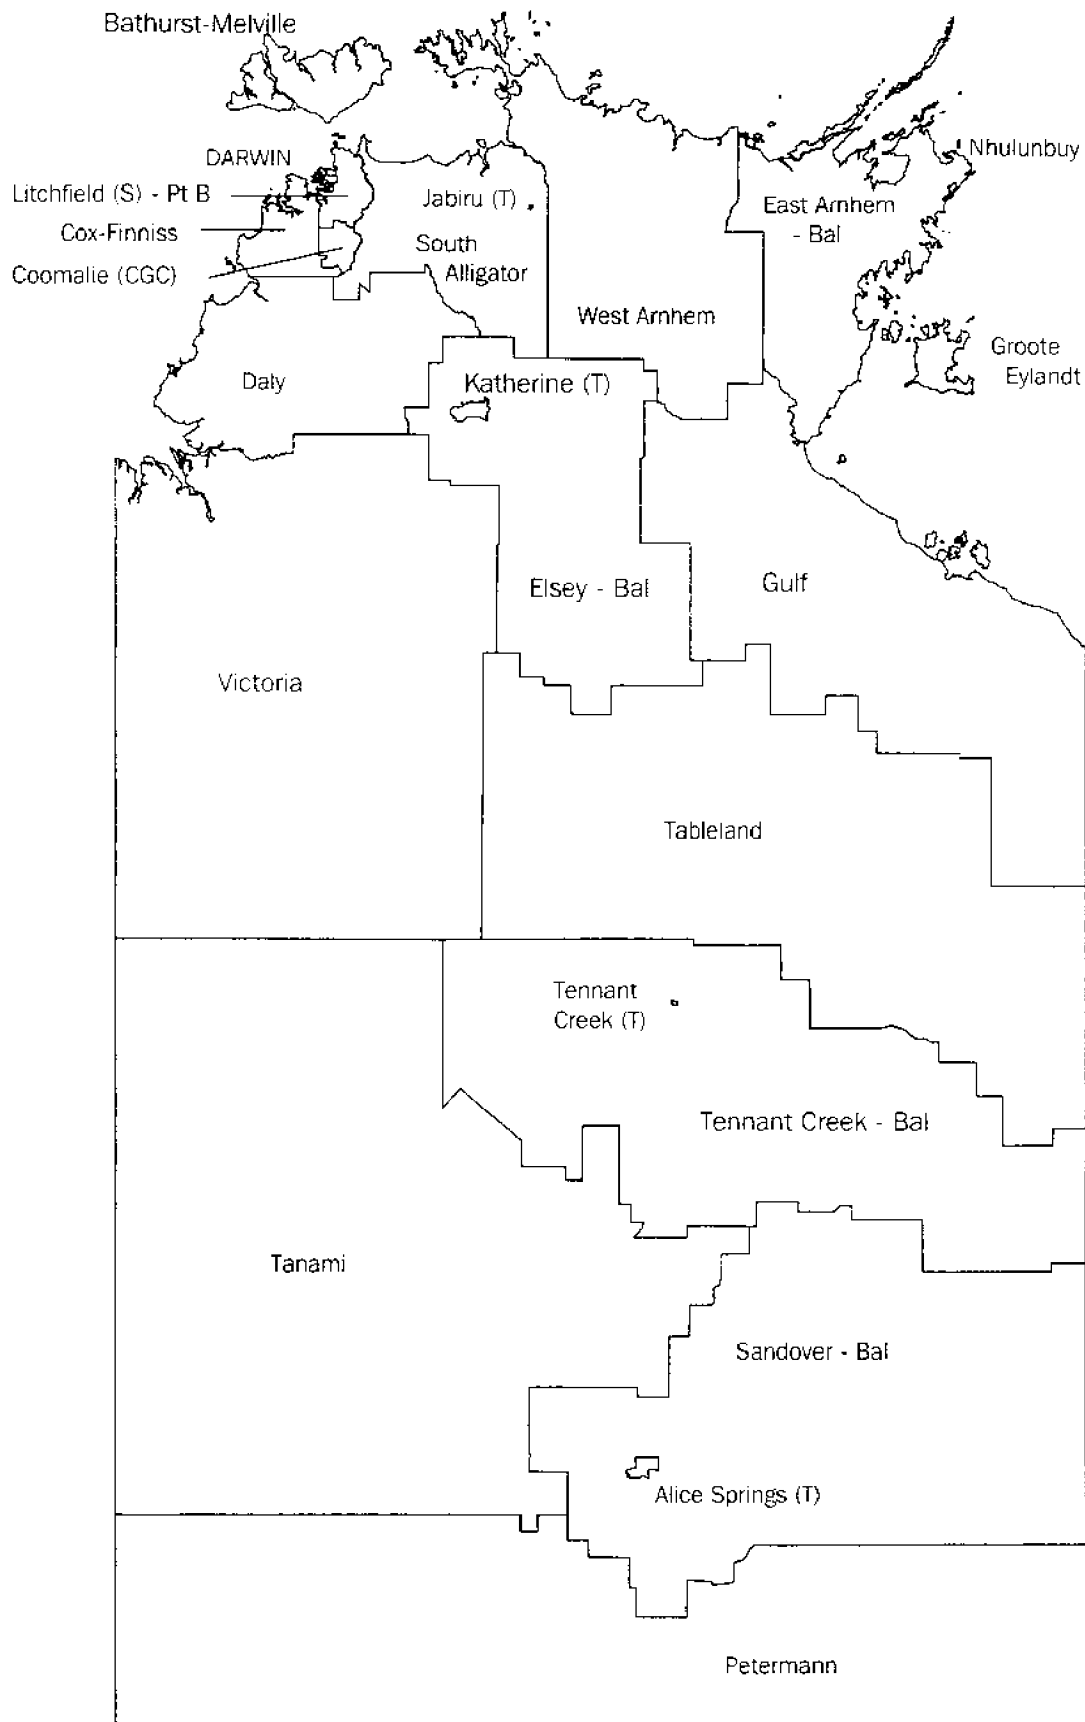 Bathurst-Melville
DARWIN
Nhulunbuy
Litchfield (S) - Pt B
Jabiru (T)
East Arnhem
- Bal
Cox-Finniss
South
Alligator
Coomalie (CGC)
West Arnhem
Groote
Eylandt
Daly
Katherine (T)
Elsey - Bal
Gulf
Victoria
Tableland
Tennant
Creek (T)
Tennant Creek - Bal
Tanami
Sandover - Bal
Alice Springs (T)
Petermann